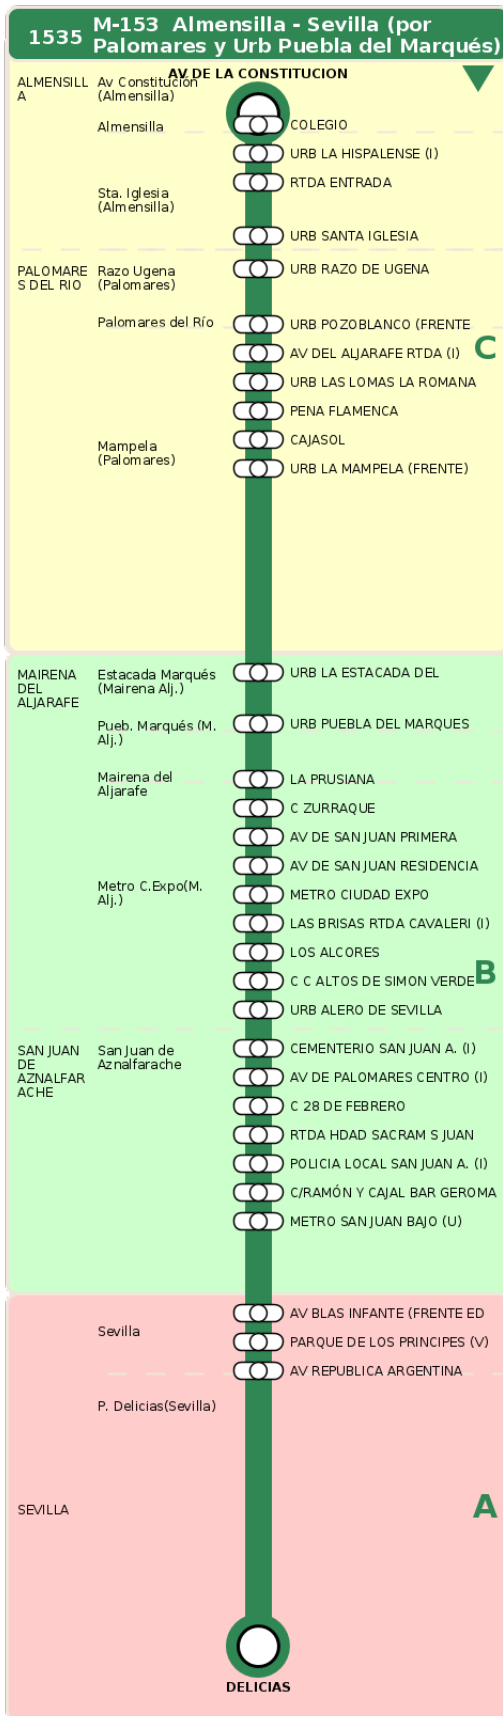 1535
M-153 Almensilla - Sevilla (por
Palomares y Urb Puebla del Marqués)
AV DE LA CONSTITUCION
ALMENSILL
A
Av Constitución
(Almensilla)
Almensilla
COLEGIO
URB LA HISPALENSE (I)
RTDA ENTRADA
Sta. Iglesia
(Almensilla)
URB SANTA IGLESIA
PALOMARE
S DEL RIO
Razo Ugena
(Palomares)
URB RAZO DE UGENA
Palomares del Río
URB POZOBLANCO (FRENTE
C
AV DEL ALJARAFE RTDA (I)
URB LAS LOMAS LA ROMANA
PENA FLAMENCA
CAJASOL
Mampela
(Palomares)
URB LA MAMPELA (FRENTE)
MAIRENA
DEL
ALJARAFE
Estacada Marqués
(Mairena Alj.)
URB LA ESTACADA DEL
Pueb. Marqués (M.
Alj.)
URB PUEBLA DEL MARQUES
Mairena del
Aljarafe
LA PRUSIANA
C ZURRAQUE
AV DE SAN JUAN PRIMERA
AV DE SAN JUAN RESIDENCIA
Metro C.Expo(M.
Alj.)
METRO CIUDAD EXPO
LAS BRISAS RTDA CAVALERI (I)
LOS ALCORES
B
C C ALTOS DE SIMON VERDE
URB ALERO DE SEVILLA
SAN JUAN
DE
AZNALFAR
ACHE
San Juan de
Aznalfarache
CEMENTERIO SAN JUAN A. (I)
AV DE PALOMARES CENTRO (I)
C 28 DE FEBRERO
RTDA HDAD SACRAM S JUAN
POLICIA LOCAL SAN JUAN A. (I)
C/RAMÓN Y CAJAL BAR GEROMA
METRO SAN JUAN BAJO (U)
AV BLAS INFANTE (FRENTE ED
Sevilla
PARQUE DE LOS PRINCIPES (V)
AV REPUBLICA ARGENTINA
P. Delicias(Sevilla)
SEVILLA
A
DELICIAS